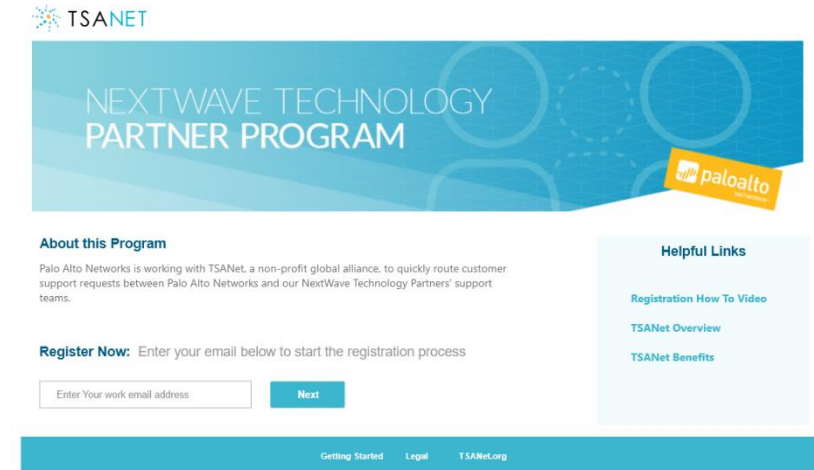 TSANET
NEXTWAVE TECHNOLOGY
PARTNER PROGRAM
paloalto
About this Program
Palo Alto Networks is working with TSANet, a non-profit global alliance, to quickly route customer
support requests between Palo Alto Networks and our NextWave Technology Partners' support
teams.
Register Now: Enter your email below to start the registration process
Enter Your work email address
Next
Helpful Links
Registration How To Video
TSANet Overview
TSANet Benefits
Getting Started Legal TSANet.org